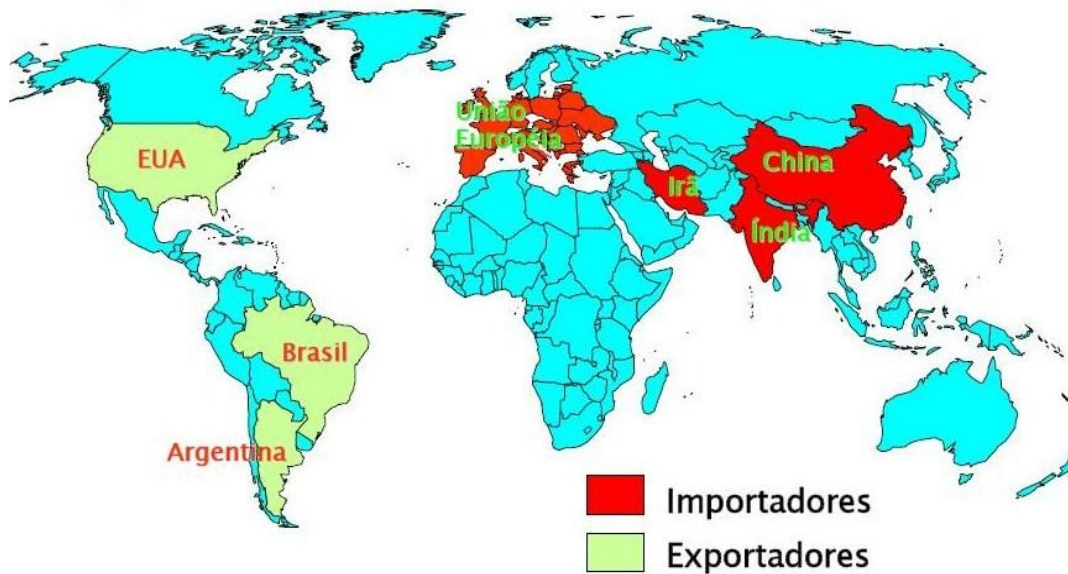 União
Européia
EUA
China
Irã
Índia
Brasil
Argentina
Importadores
Exportadores